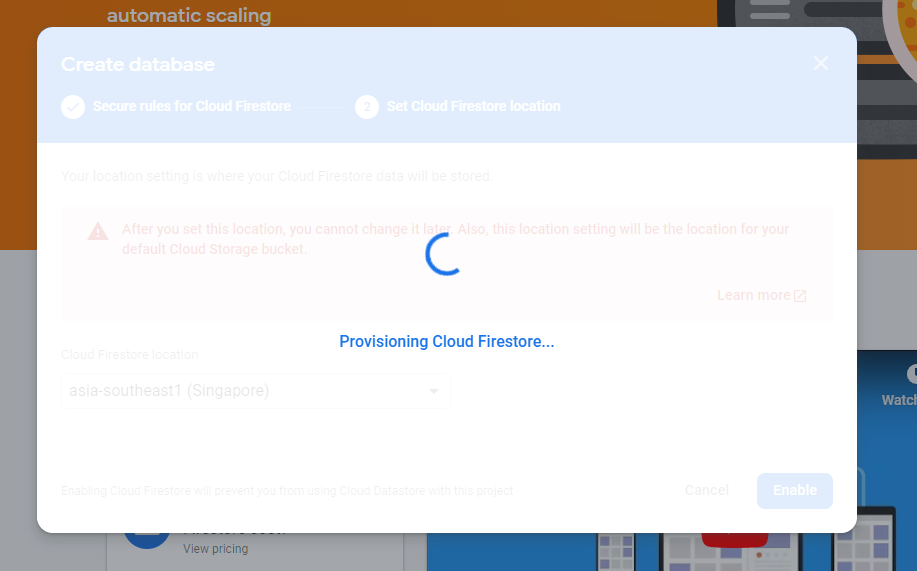 automatic scaling
Create database
Secure rules for Cloud Firestore
2 Set Cloud Firestore location
Your location setting is where your Cloud Firestore data will be stored.
After you set this location, you cannot change it later. Also, this location setting will be the location for your
default Cloud Storage bucket.
Learn more
Provisioning Cloud Firestore...
Cloud Firestore location
asia-southeast1 (Singapore)
Watch
Enabling Cloud Firestore will prevent you from using Cloud Datastore with this project
Cancel
Enable
View pricing